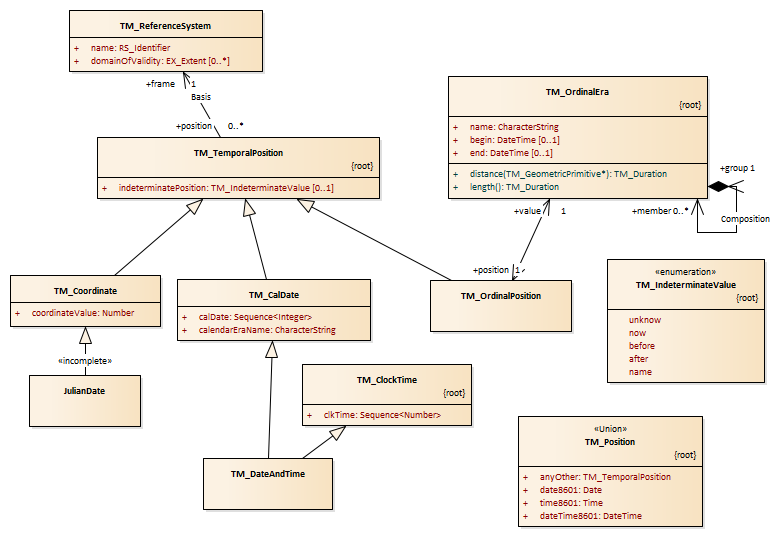 TM_ReferenceSystem
+ name: RS_Identifier
+ domainOfValidity: EX_Extent [0..*]
+frame 1
Basis
+position 0..*
TM_TemporalPosition
{root}
+ indeterminatePosition: TM_IndeterminateValue [0..1]
TM_OrdinalEra
{root}
+ name: CharacterString
+ begin: DateTime [0..1]
+ end: DateTime [0..1]
+ distance(TM_GeometricPrimitive*): TM_Duration
+ length(): TM_Duration
+group 1
+member 0..*
Composition
+value 1
+position 1
TM_Coordinate
+ coordinateValue: Number
TM_CalDate
+ calDate: Sequence<Integer>
+ calendarEraName: CharacterString
TM_OrdinalPosition
«enumeration»
TM_IndeterminateValue
{root}
unknow
now
before
after
name
«incomplete»
JulianDate
TM_ClockTime
{root}
+ clkTime: Sequence<Number>
TM_DateAndTime
«Union»
TM_Position
{root}
+ anyOther: TM_TemporalPosition
+ date8601: Date
+ time8601: Time
+ dateTime8601: DateTime